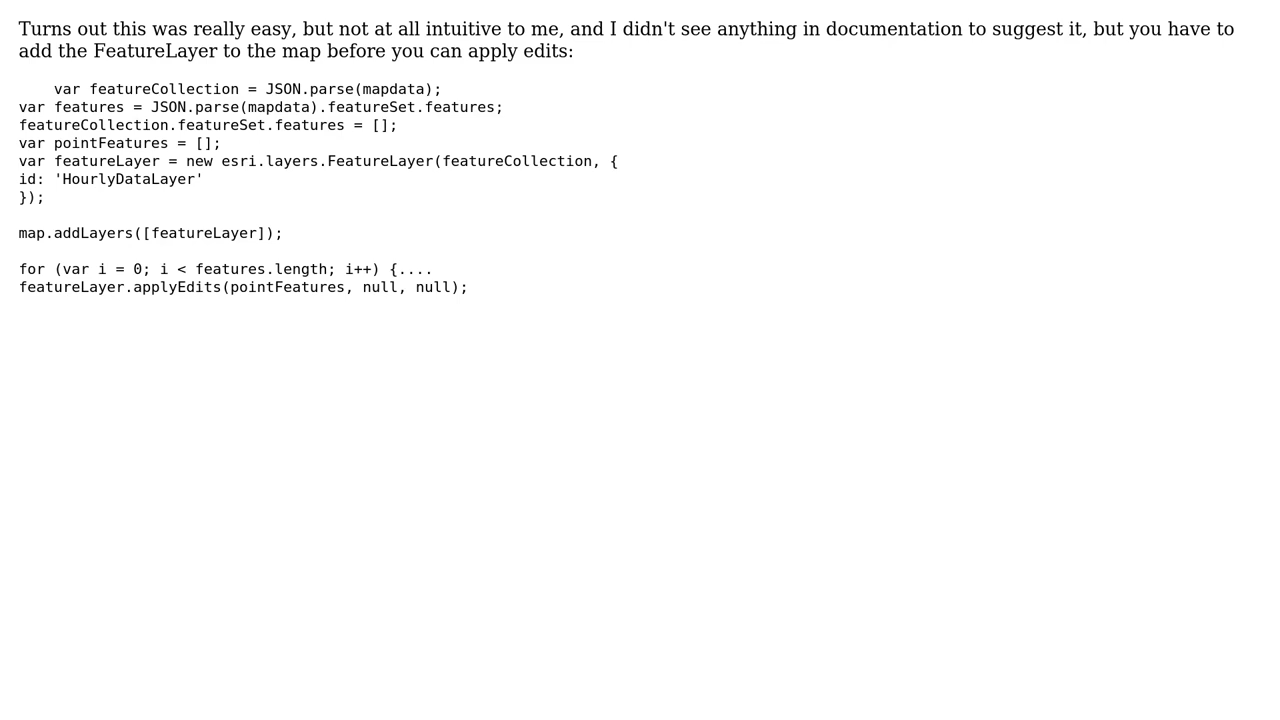 Turns out this was really easy, but not at all intuitive to me, and I didn't see anything in documentation to suggest it, but you have to
add the FeatureLayer to the map before you can apply edits:
    var featureCollection = JSON.parse(mapdata);
var features = JSON.parse(mapdata).featureSet.features;
featureCollection.featureSet.features = [];
var pointFeatures = [];
var featureLayer = new esri.layers.FeatureLayer(featureCollection, {
id: 'HourlyDataLayer'
});

map.addLayers([featureLayer]);

for (var i = 0; i < features.length; i++) {....
featureLayer.applyEdits(pointFeatures, null, null);